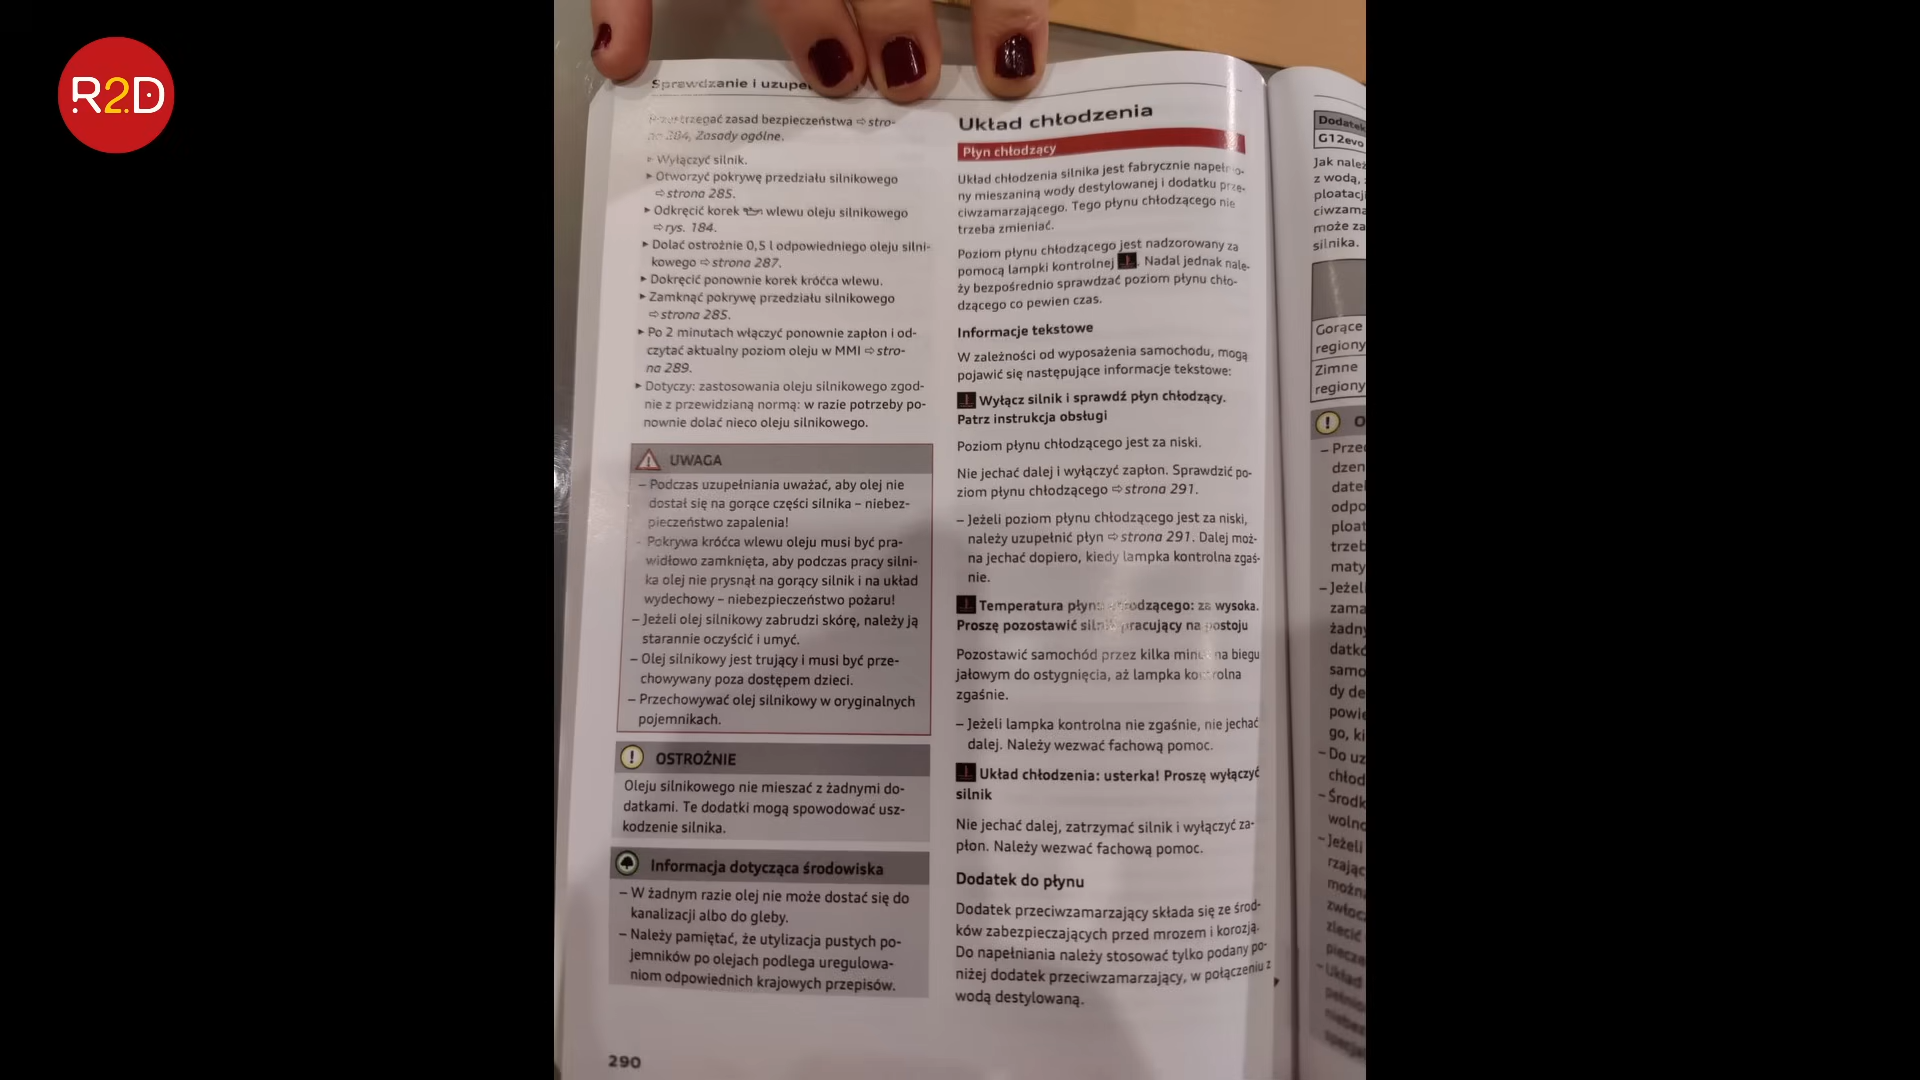 R2D
Sprawdzanie i
zasad bezpieczeństwa ⇨ stro-
284, Zasady ogólne.
▸ Wyłączyć silnik.
▸ Otworzyć pokrywę przedziału silnikowego
⇨ strona 285.
▸ Odkręcić korek wlewu oleju silnikowego
⇨ rys. 184.
▸ Dolać ostrożnie 0,5 l odpowiedniego oleju silni-
kowego ⇨ strona 287.
▸ Dokręcić ponownie korek króćca wlewu.
▸ Zamknąć pokrywę przedziału silnikowego
⇨ strona 285.
▸ Po 2 minutach włączyć ponownie zapłon i od-
czytać aktualny poziom oleju w MMI ⇨ stro-
na 289.
▸ Dotyczy: zastosowania oleju silnikowego zgod-
nie z przewidzianą normą: w razie potrzeby po-
nownie dolać nieco oleju silnikowego.
UWAGA
– Podczas uzupełniania uważać, aby olej nie
dostał się na gorące części silnika – niebez-
pieczeństwo zapalenia!
- Pokrywa króćca wlewu oleju musi być pra-
widłowo zamknięta, aby podczas pracy silni-
ka olej nie prysnął na gorący silnik i na układ
wydechowy – niebezpieczeństwo pożaru!
– Jeżeli olej silnikowy zabrudzi skórę, należy ją
starannie oczyścić i umyć.
– Olej silnikowy jest trujący i musi być prze-
chowywany poza dostępem dzieci.
– Przechowywać olej silnikowy w oryginalnych
pojemnikach.
OSTROŻNIE
Oleju silnikowego nie mieszać z żadnymi do-
datkami. Te dodatki mogą spowodować usz-
kodzenie silnika.
Informacja dotycząca środowiska
– W żadnym razie olej nie może dostać się do
kanalizacji albo do gleby.
– Należy pamiętać, że utylizacja pustych po-
jemników po olejach podlega uregulowa-
niom odpowiednich krajowych przepisów.
290
Układ chłodzenia
Płyn chłodzący
Układ chłodzenia silnika jest fabrycznie napełnio-
ny mieszaniną wody destylowanej i dodatku prze-
ciwzamarzającego. Tego płynu chłodzącego nie
trzeba zmieniać.
Poziom płynu chłodzącego jest nadzorowany za
pomocą lampki kontrolnej . Nadal jednak nale-
ży bezpośrednio sprawdzać poziom płynu chło-
dzącego co pewien czas.
Informacje tekstowe
W zależności od wyposażenia samochodu, mogą
pojawić się następujące informacje tekstowe:
Wyłącz silnik i sprawdź płyn chłodzący.
Patrz instrukcja obsługi
Poziom płynu chłodzącego jest za niski.
Nie jechać dalej i wyłączyć zapłon. Sprawdzić po-
ziom płynu chłodzącego ⇨ strona 291.
– Jeżeli poziom płynu chłodzącego jest za niski,
należy uzupełnić płyn ⇨ strona 291. Dalej moż-
na jechać dopiero, kiedy lampka kontrolna zgaś-
nie.
Temperatura płynu chłodzącego: za wysoka.
Proszę pozostawić silnik pracujący na postoju
Pozostawić samochód przez kilka minut na biegu
jałowym do ostygnięcia, aż lampka kontrolna
zgaśnie.
– Jeżeli lampka kontrolna nie zgaśnie, nie jechać
dalej. Należy wezwać fachową pomoc.
Układ chłodzenia: usterka! Proszę wyłączyć
silnik
Nie jechać dalej, zatrzymać silnik i wyłączyć za-
płon. Należy wezwać fachową pomoc.
Dodatek do płynu
Dodatek przeciwzamarzający składa się ze środ-
ków zabezpieczających przed mrozem i korozją.
Do napełniania należy stosować tylko podany po-
niżej dodatek przeciwzamarzający, w połączeniu z
wodą destylowaną.
Dodatek
G12evo
Jak należ
z wodą,
ploatacj
ciwzama
może za
silnika.
Gorące
regiony
Zimne
regiony
– Prze
dzen
datel
odpo
ploat
trzeb
maty
– Jeżel
zama
żadny
datkó
samo
dy de
powie
go, ki
– Do uz
chłod
– Środk
wolno
– Jeżeli
rzając
można
zwłocz
zlecić